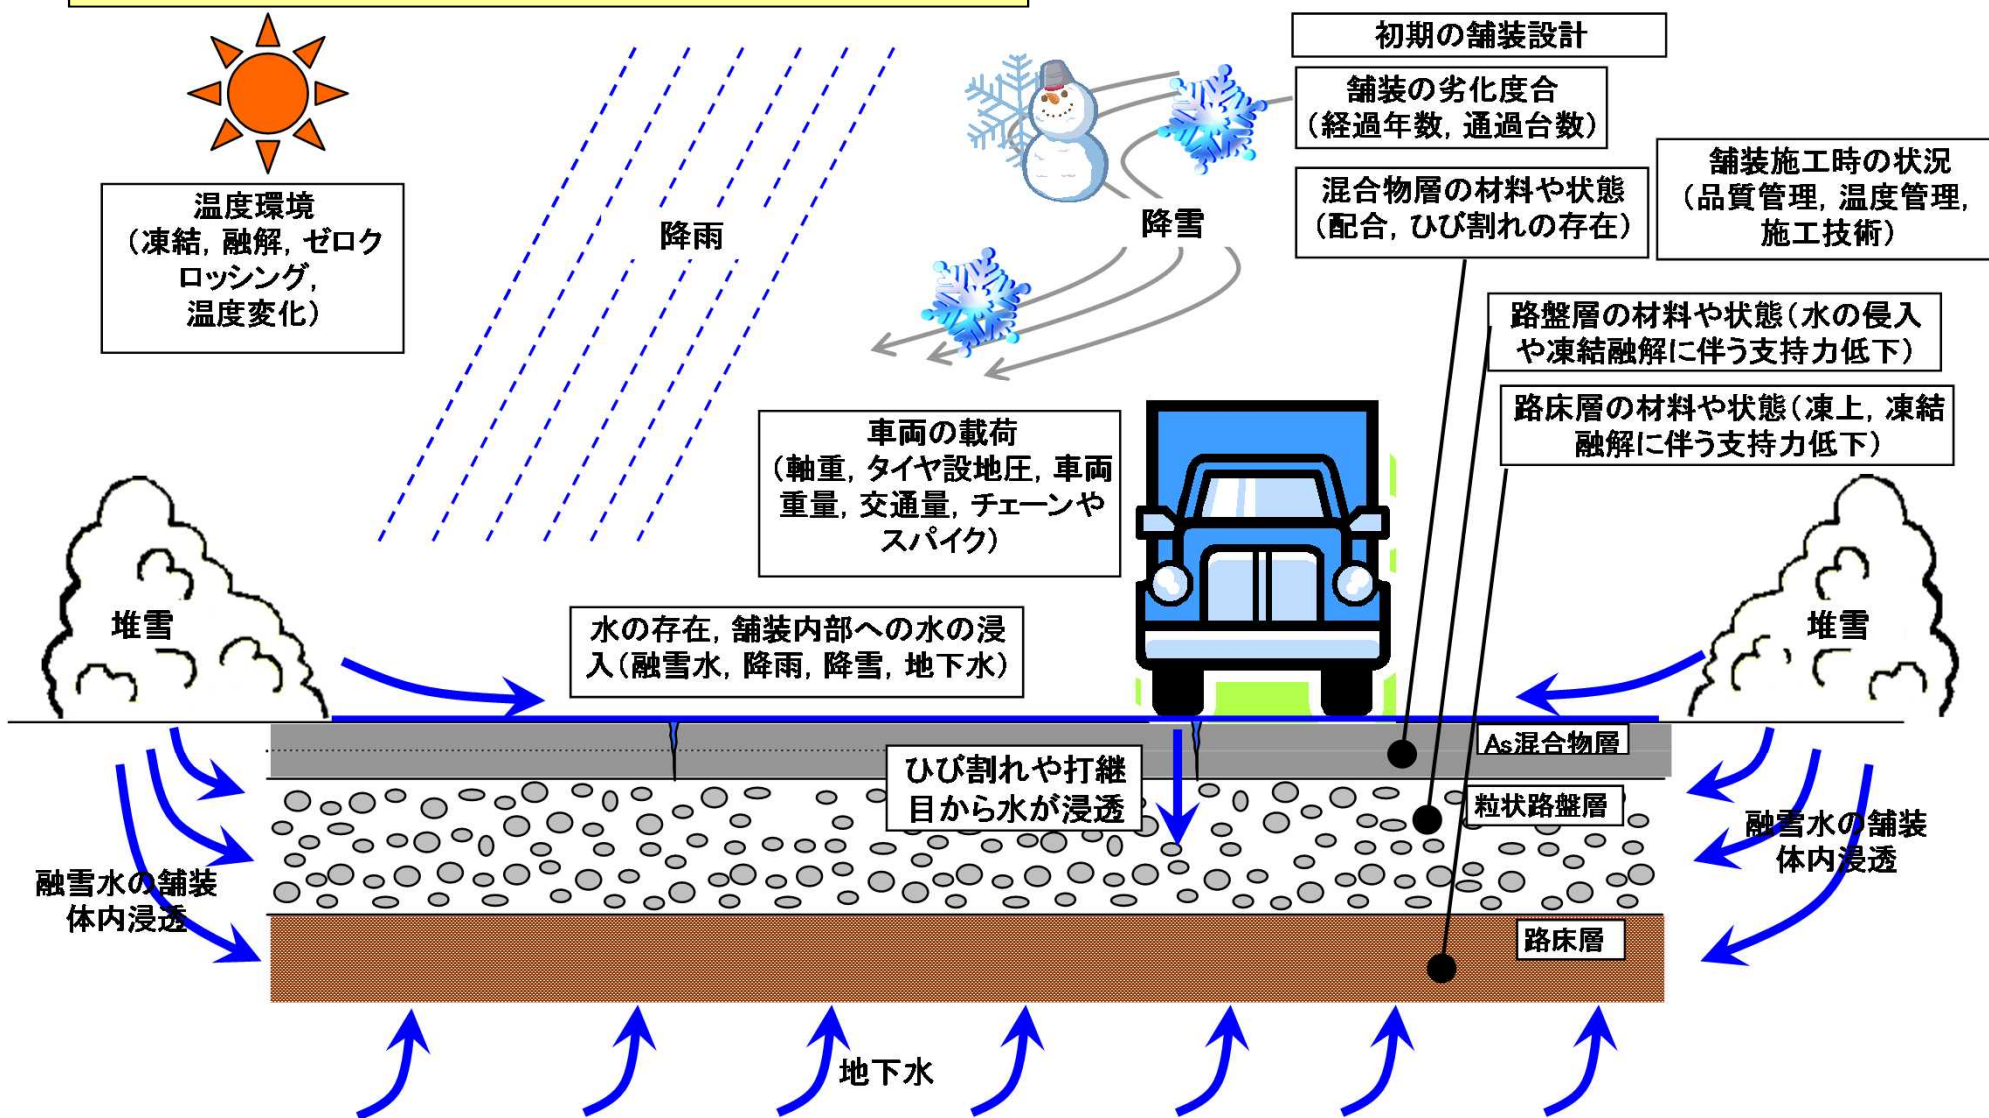 初期の舗装設計
舗装の劣化度合
(経過年数, 通過台数)
混合物層の材料や状態
(配合, ひび割れの存在)
舗装施工時の状況
(品質管理, 温度管理,
施工技術)
温度環境
(凍結, 融解, ゼロク
ロッシング,
温度変化)
降雨
降雪
路盤層の材料や状態(水の侵入
や凍結融解に伴う支持力低下)
路床層の材料や状態(凍上, 凍結
融解に伴う支持力低下)
車両の載荷
(軸重, タイヤ設地圧, 車両
重量, 交通量, チェーンや
スパイク)
堆雪
水の存在, 舗装内部への水の浸
入(融雪水, 降雨, 降雪, 地下水)
堆雪
As混合物層
ひび割れや打継
目から水が浸透
粒状路盤層
融雪水の舗装
体内浸透
融雪水の舗装
体内浸透
路床層
地下水